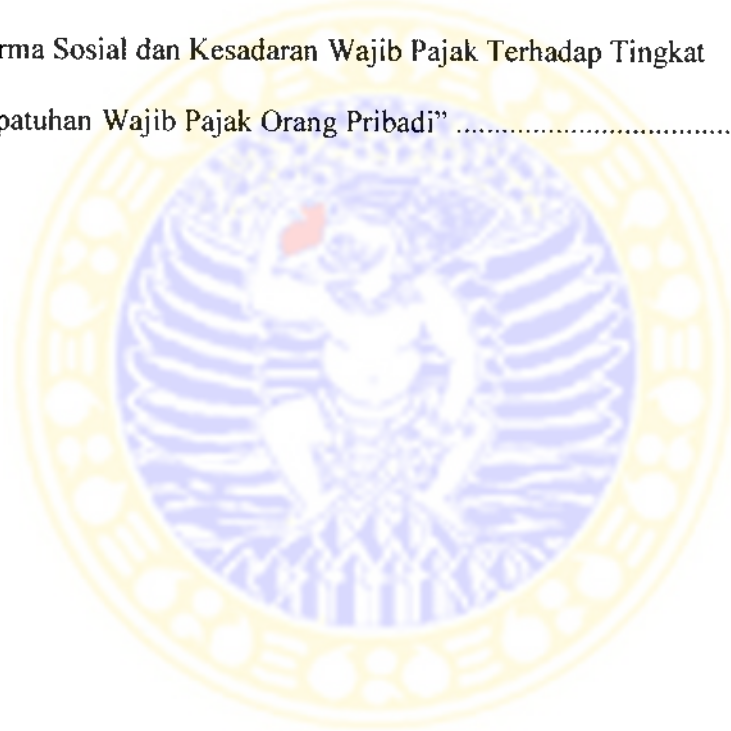 rma Sosial dan Kesadaran Wajib Pajak Terhadap Tingkat
patuhan Wajib Pajak Orang Pribadi” ...................................